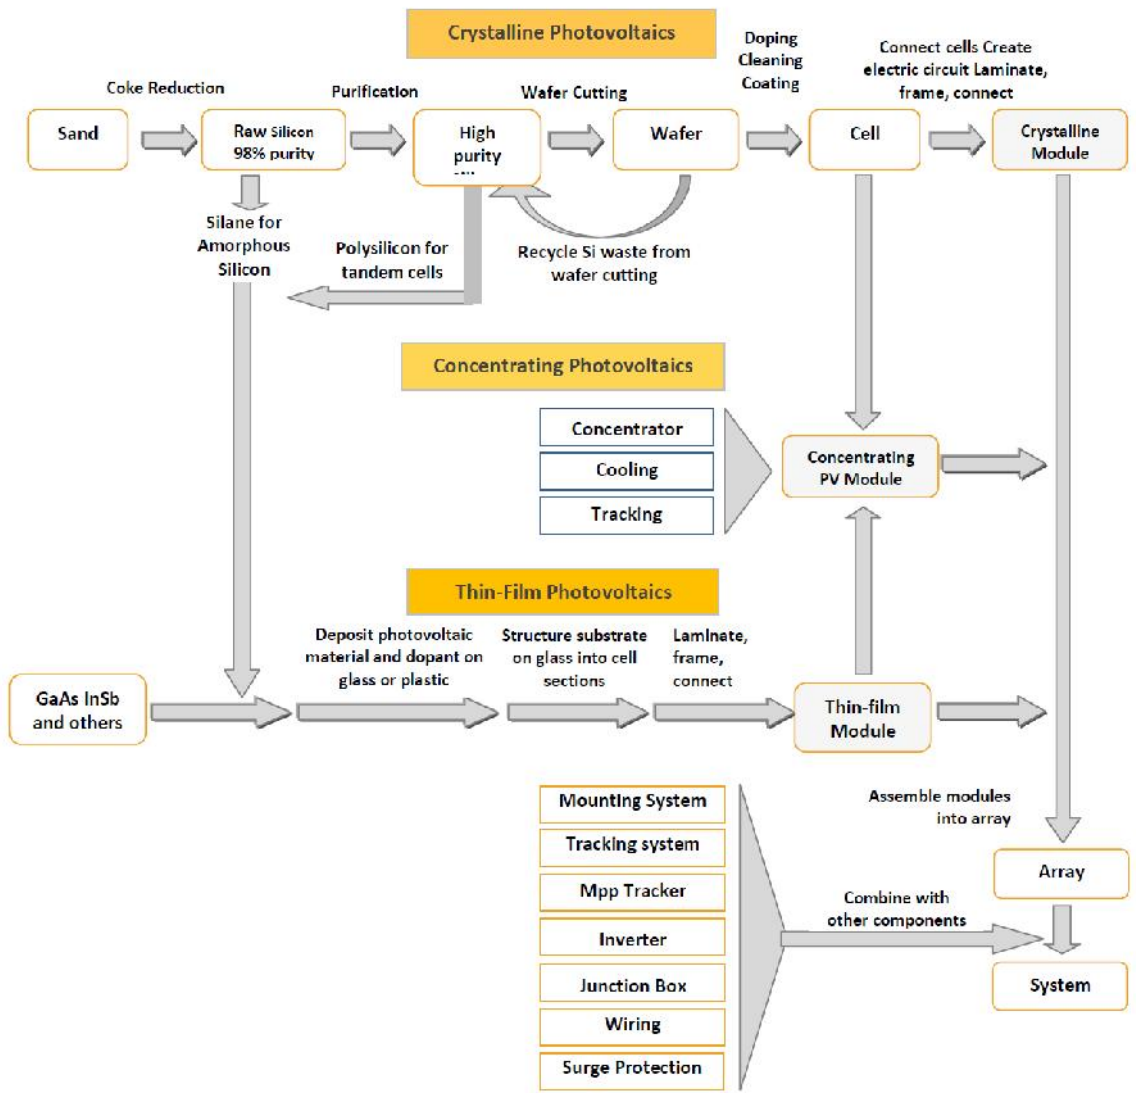 Crystalline Photovoltaics
Coke Reduction
Purification
Wafer Cutting
Doping
Cleaning
Coating
Connect cells Create
electric circuit Laminate,
frame, connect
Sand
Raw Silicon
98% purity
High
purity
Wafer
Cell
Crystalline
Module
Silane for
Amorphous
Silicon
Polysilicon for
tandem cells
Recycle Si waste from
wafer cutting
Concentrating Photovoltaics
Concentrator
Cooling
Tracking
Concentrating
PV Module
Thin-Film Photovoltaics
Deposit photovoltaic
material and dopant on
glass or plastic
Structure substrate
on glass into cell
sections
Laminate,
frame,
connect
GaAs InSb
and others
Thin-film
Module
Mounting System
Tracking system
Mpp Tracker
Inverter
Junction Box
Wiring
Surge Protection
Assemble modules
into array
Array
Combine with
other components
System